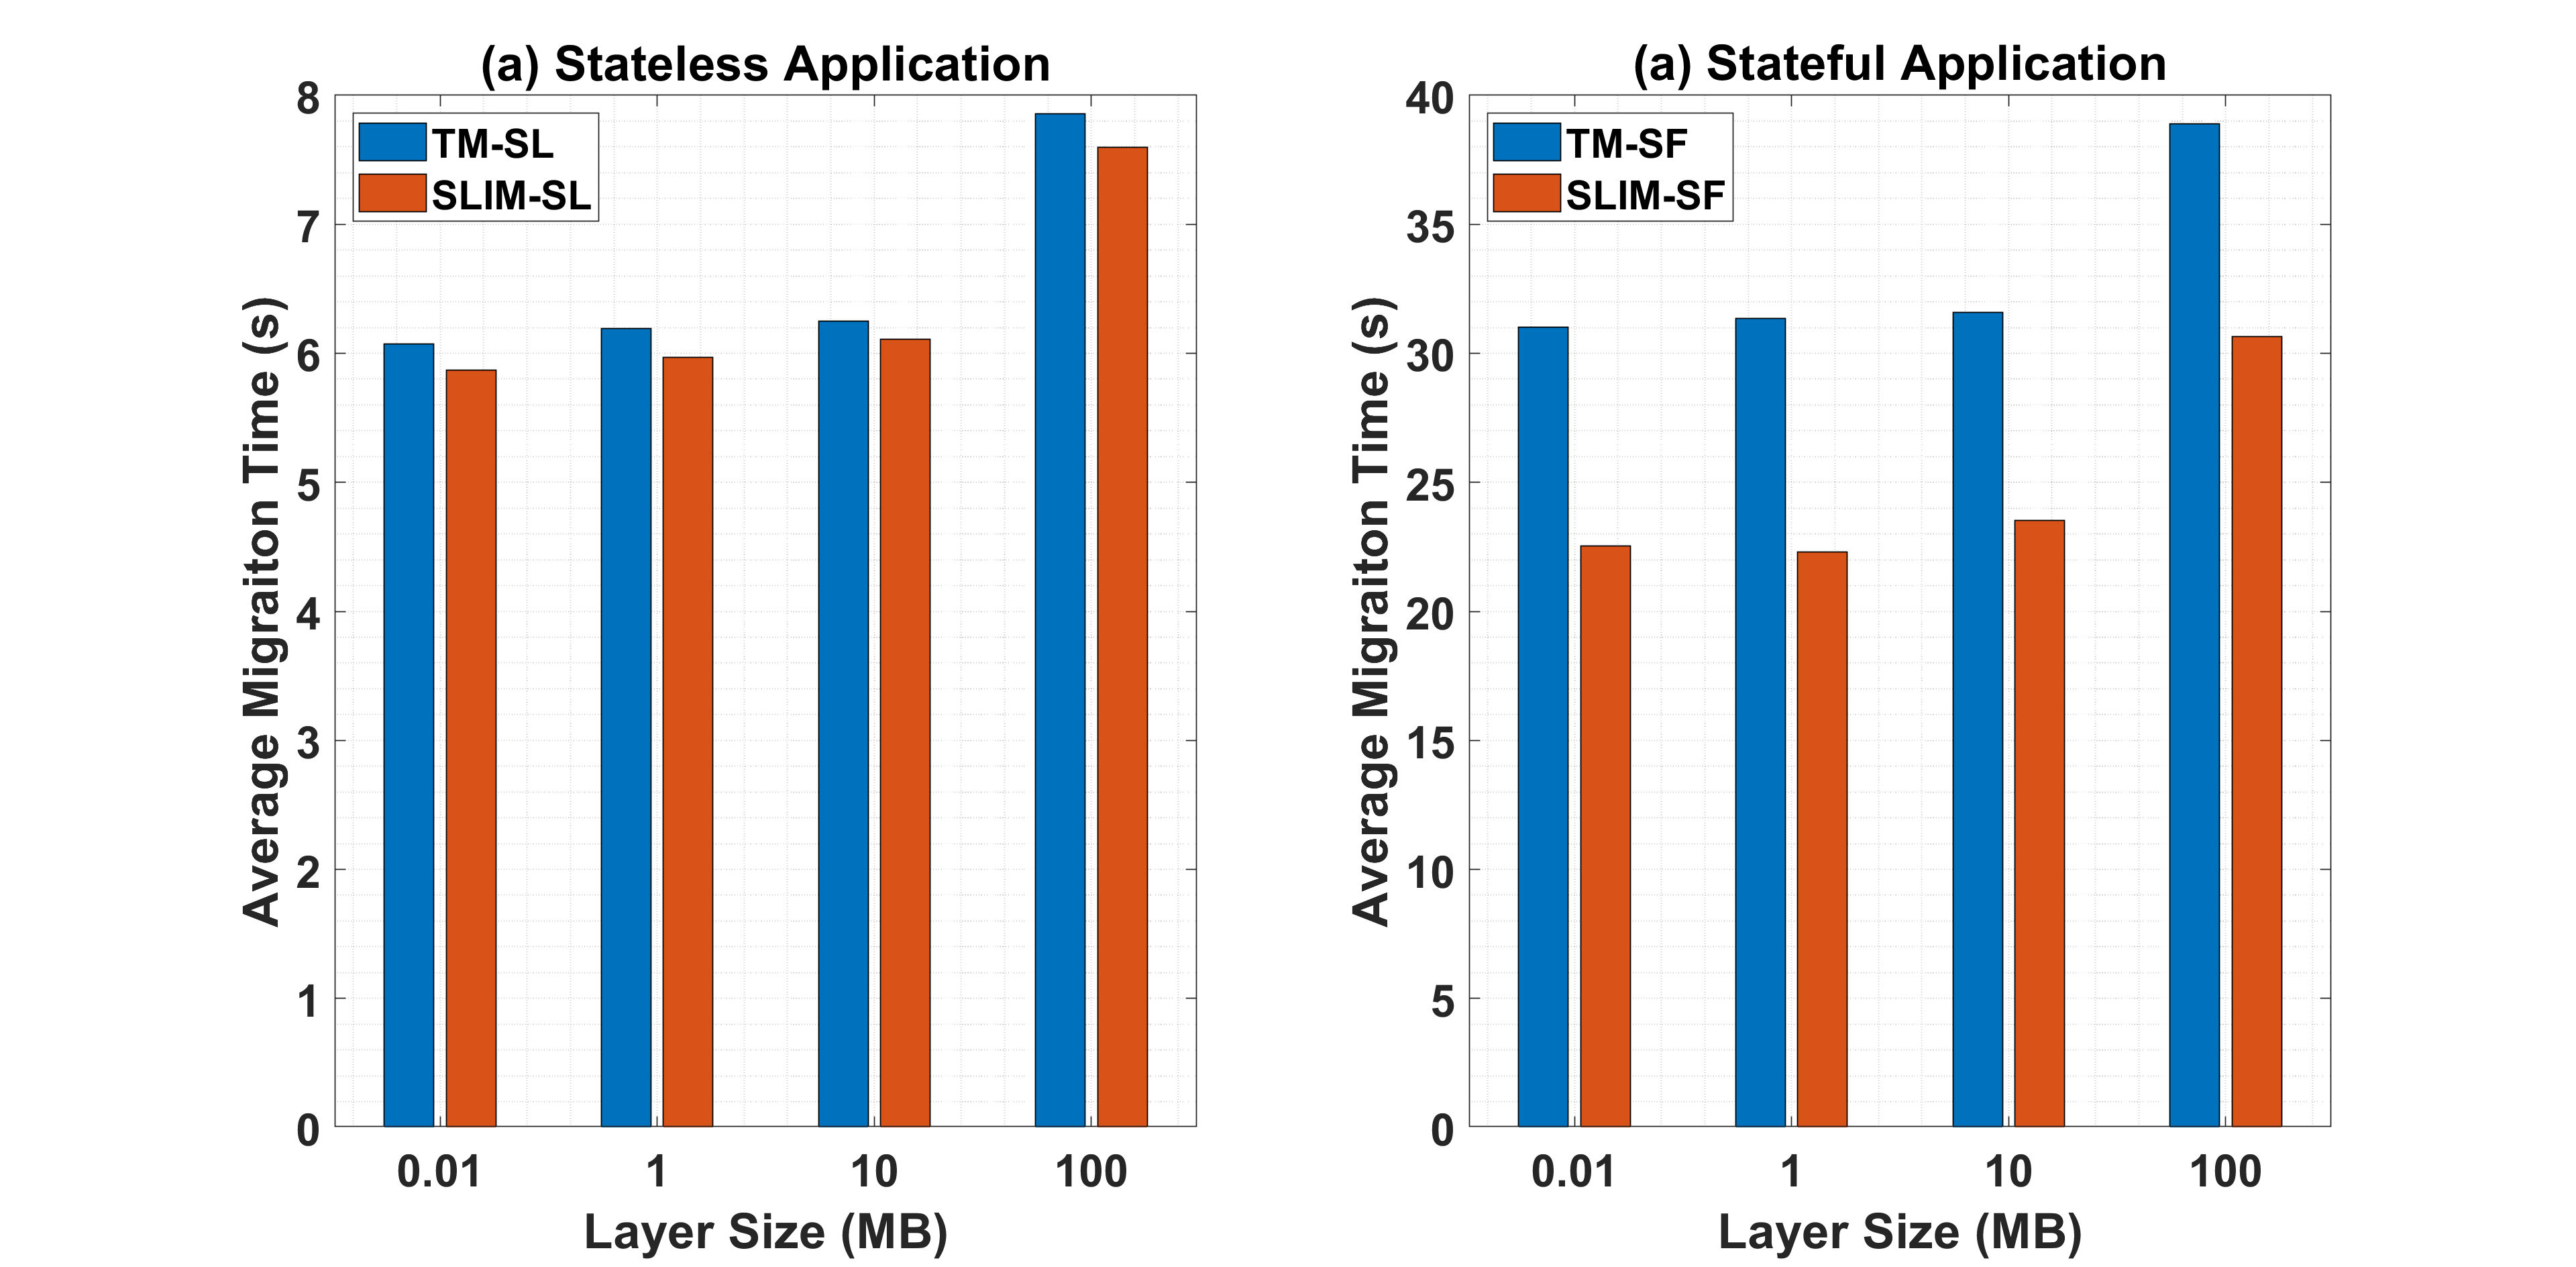 (a) Stateless Application
TM-SL
SLIM-SL
Average Migraiton Time (s)
8
7
6
5
4
3
2
1
0
0.01 1 10 100
Layer Size (MB)
(a) Stateful Application
TM-SF
SLIM-SF
Average Migraiton Time (s)
40
35
30
25
20
15
10
5
0
0.01 1 10 100
Layer Size (MB)